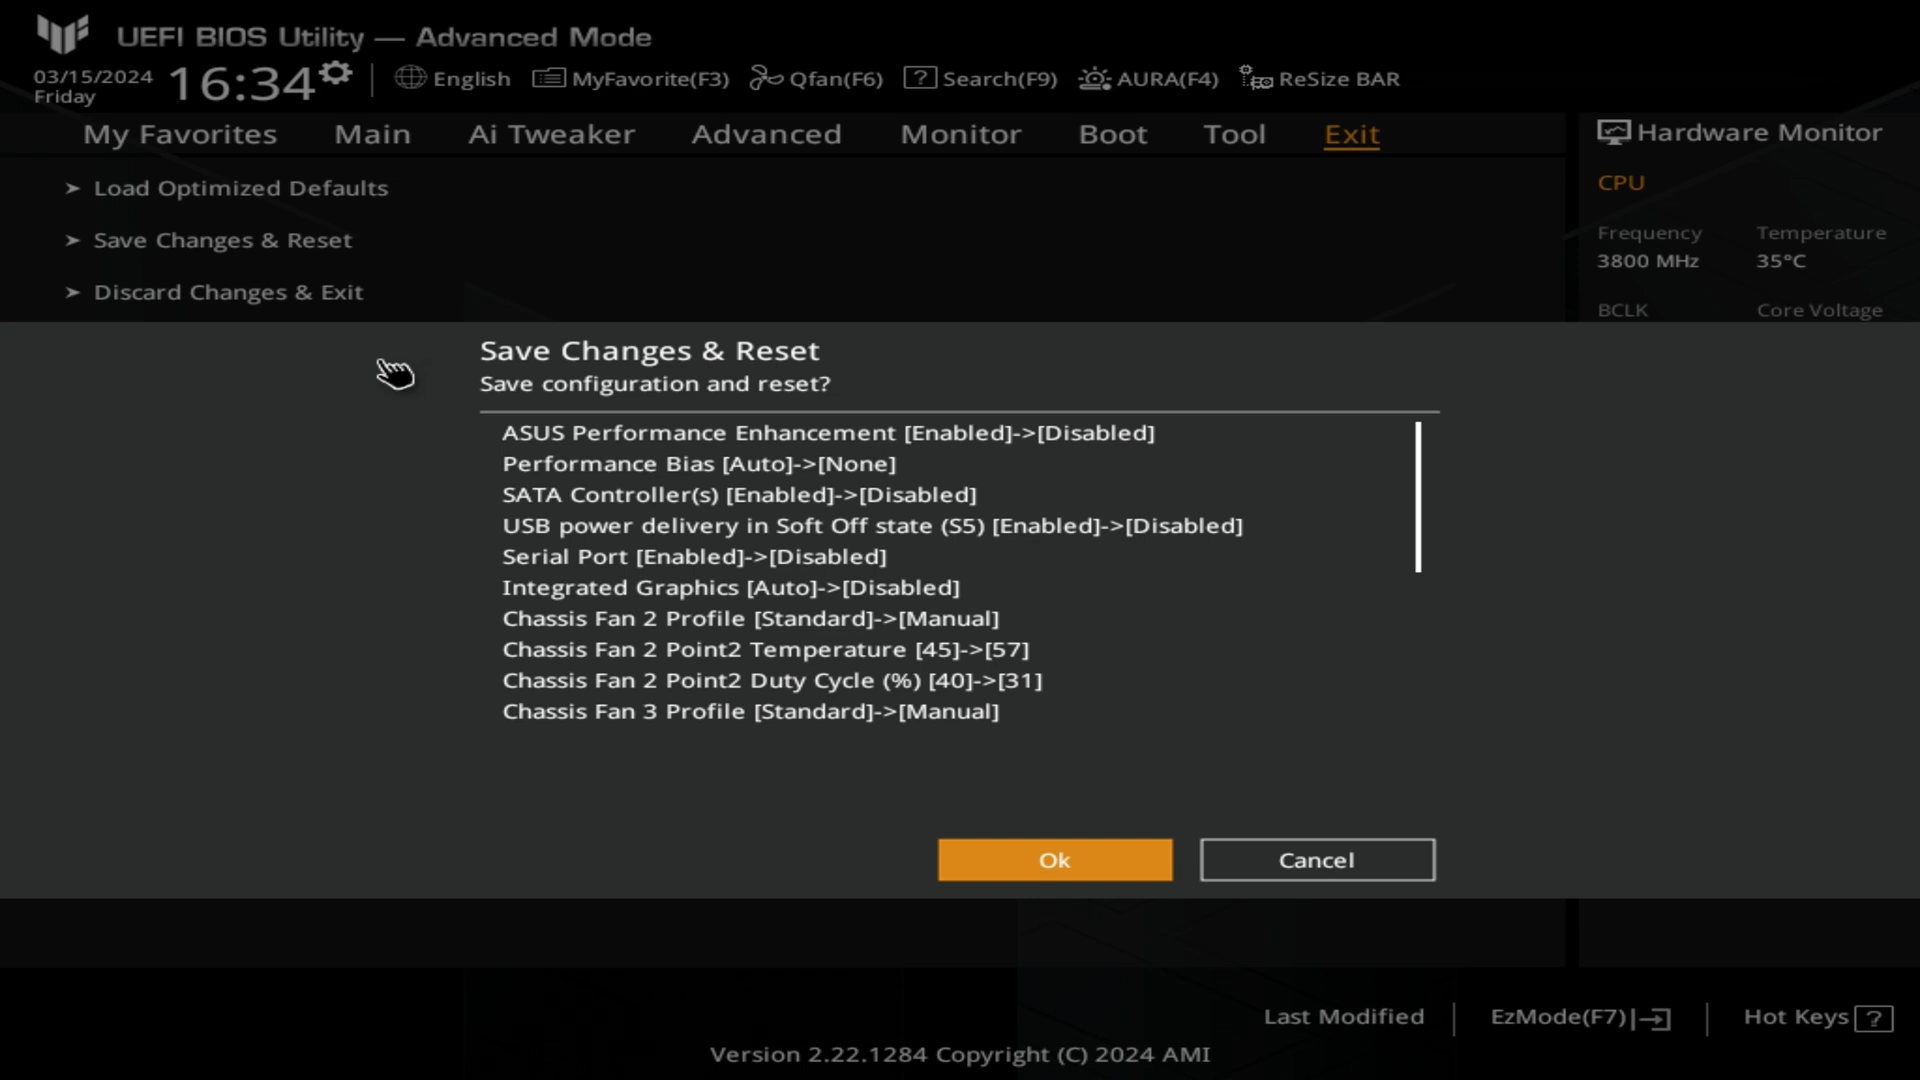 UEFI BIOS Utility — Advanced Mode
03/15/2024
Friday
16:34
English
MyFavorite(F3)
Qfan(F6)
? Search(F9)
AURA(F4)
ReSize BAR
My Favorites
Main
Ai Tweaker
Advanced
Monitor
Boot
Tool
Exit
Hardware Monitor
Load Optimized Defaults
Save Changes & Reset
Discard Changes & Exit
CPU
Frequency Temperature
3800 MHz 35°C
BCLK Core Voltage
Save Changes & Reset
Save configuration and reset?
ASUS Performance Enhancement [Enabled]->[Disabled]
Performance Bias [Auto]->[None]
SATA Controller(s) [Enabled]->[Disabled]
USB power delivery in Soft Off state (S5) [Enabled]->[Disabled]
Serial Port [Enabled]->[Disabled]
Integrated Graphics [Auto]->[Disabled]
Chassis Fan 2 Profile [Standard]->[Manual]
Chassis Fan 2 Point2 Temperature [45]->[57]
Chassis Fan 2 Point2 Duty Cycle (%) [40]->[31]
Chassis Fan 3 Profile [Standard]->[Manual]
Ok
Cancel
Last Modified
EzMode(F7)
Hot Keys ?
Version 2.22.1284 Copyright (C) 2024 AMI